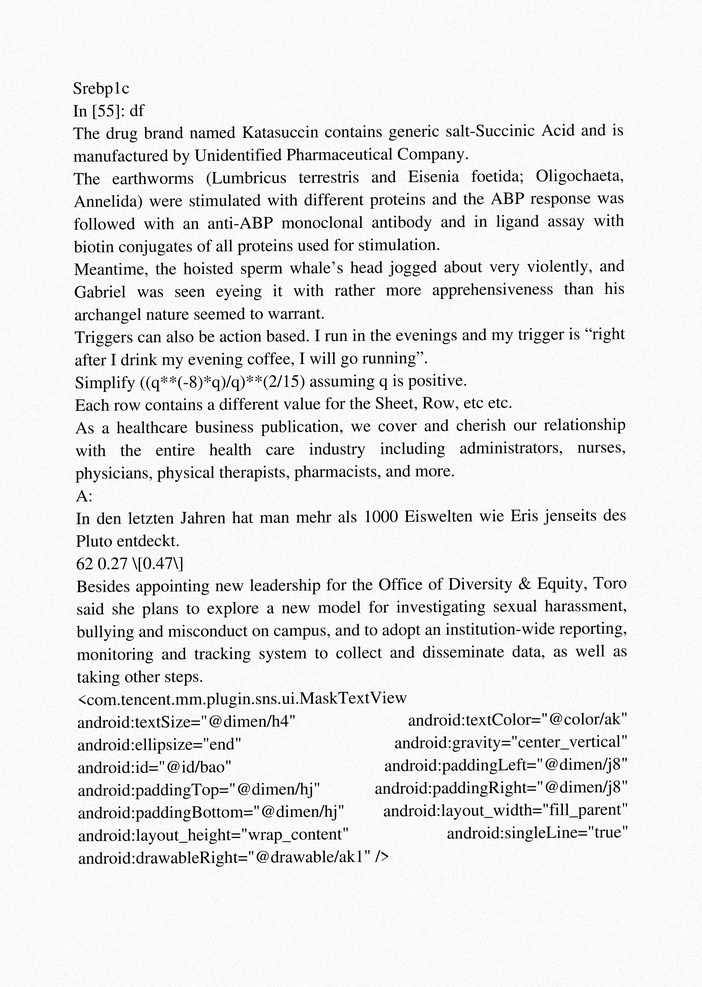 Srebp1c
In [55]: df
The drug brand named Katasuccin contains generic salt-Succinic Acid and is
manufactured by Unidentified Pharmaceutical Company.
The earthworms (Lumbricus terrestris and Eisenia foetida; Oligochaeta,
Annelida) were stimulated with different proteins and the ABP response was
followed with an anti-ABP monoclonal antibody and in ligand assay with
biotin conjugates of all proteins used for stimulation.
Meantime, the hoisted sperm whale’s head jogged about very violently, and
Gabriel was seen eyeing it with rather more apprehensiveness than his
archangel nature seemed to warrant.
Triggers can also be action based. I run in the evenings and my trigger is “right
after I drink my evening coffee, I will go running”.
Simplify ((q**(-8)*q)/q)**(2/15) assuming q is positive.
Each row contains a different value for the Sheet, Row, etc etc.
As a healthcare business publication, we cover and cherish our relationship
with the entire health care industry including administrators, nurses,
physicians, physical therapists, pharmacists, and more.
A:
In den letzten Jahren hat man mehr als 1000 Eiswelten wie Eris jenseits des
Pluto entdeckt.
62 0.27 \[0.47\]
Besides appointing new leadership for the Office of Diversity & Equity, Toro
said she plans to explore a new model for investigating sexual harassment,
bullying and misconduct on campus, and to adopt an institution-wide reporting,
monitoring and tracking system to collect and disseminate data, as well as
taking other steps.
<com.tencent.mm.plugin.sns.ui.MaskTextView
android:textSize="@dimen/h4" android:textColor="@color/ak"
android:ellipsize="end" android:gravity="center_vertical"
android:id="@id/bao" android:paddingLeft="@dimen/j8"
android:paddingTop="@dimen/hj" android:paddingRight="@dimen/j8"
android:paddingBottom="@dimen/hj" android:layout_width="fill_parent"
android:layout_height="wrap_content" android:singleLine="true"
android:drawableRight="@drawable/ak1" />